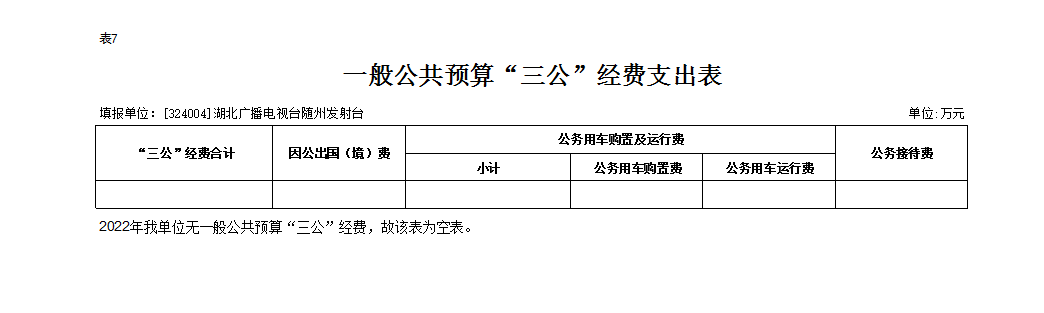 表7
一般公共预算“三公”经费支出表
填报单位：[324004]湖北广播电视台随州发射台 单位:万元
“三公”经费合计 因公出国（境）费 公务用车购置及运行费 公务接待费
小计 公务用车购置费 公务用车运行费
2022年我单位无一般公共预算“三公”经费，故该表为空表。